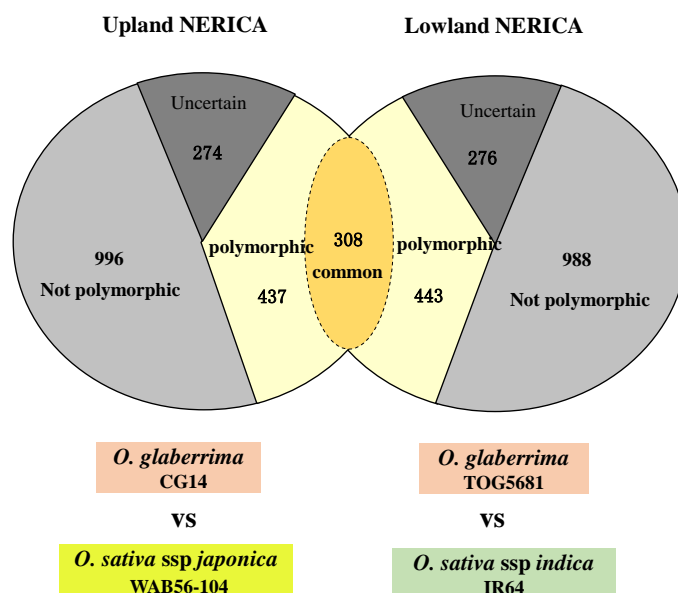 Upland NERICA
Lowland NERICA
Uncertain
274
Uncertain
276
996
Not polymorphic
polymorphic
437
308
common
polymorphic
443
988
Not polymorphic
O. glaberrima
CG14
vs
O. sativa ssp japonica
WAB56-104
O. glaberrima
TOG5681
vs
O. sativa ssp indica
IR64